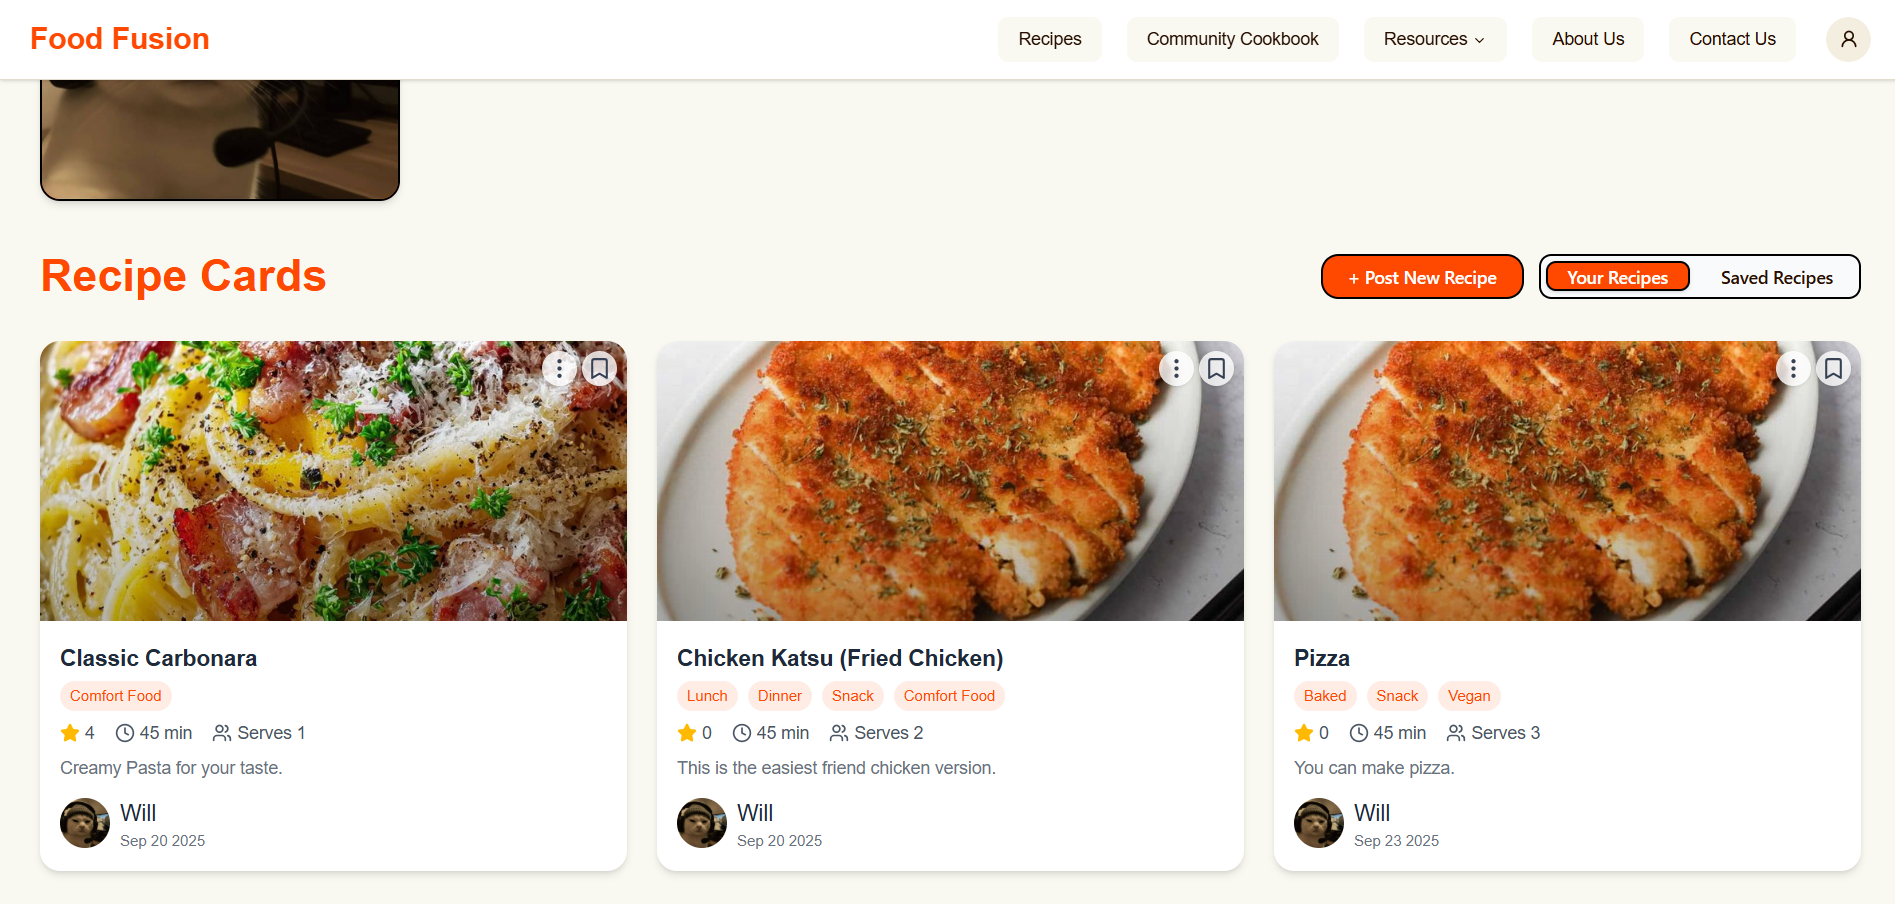 Food Fusion
Recipes
Community Cookbook
Resources
About Us
Contact Us
Recipe Cards
+ Post New Recipe
Your Recipes
Saved Recipes
Classic Carbonara
Comfort Food
4 45 min Serves 1
Creamy Pasta for your taste.
Will
Sep 20 2025
Chicken Katsu (Fried Chicken)
Lunch Dinner Snack Comfort Food
0 45 min Serves 2
This is the easiest friend chicken version.
Will
Sep 20 2025
Pizza
Baked Snack Vegan
0 45 min Serves 3
You can make pizza.
Will
Sep 23 2025